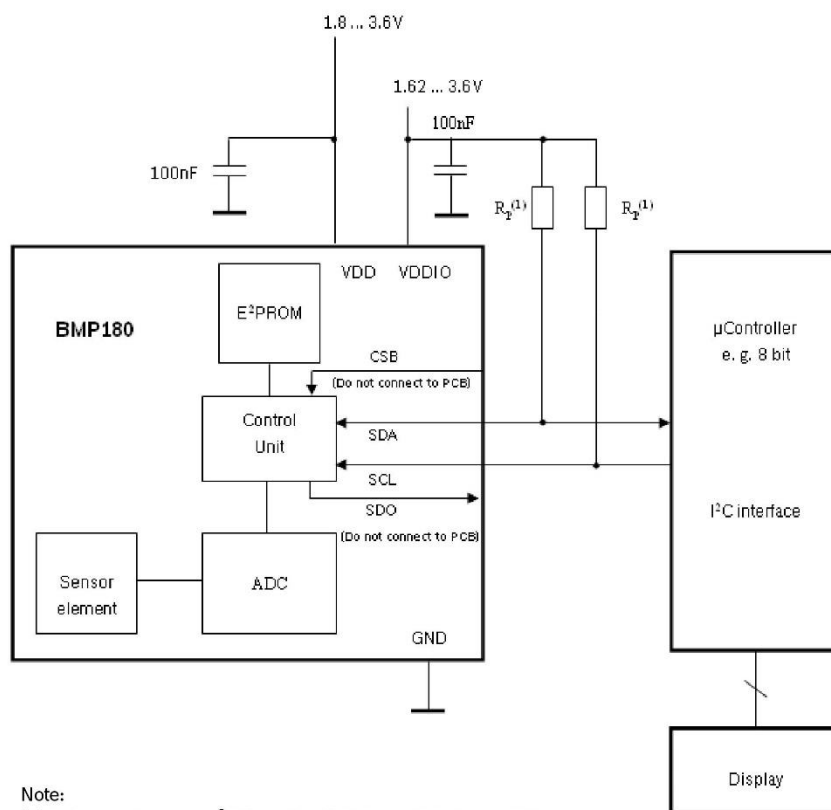 1.8 ... 3.6V
1.62 ... 3.6V
100nF
100nF
R_P(1)
R_P(1)
VDD
VDDIO
BMP180
E²PROM
CSB
(Do not connect to PCB)
Control
Unit
SDA
SCL
SDO
(Do not connect to PCB)
Sensor
element
ADC
GND
µController
e. g. 8 bit
I²C interface
Display
Note: